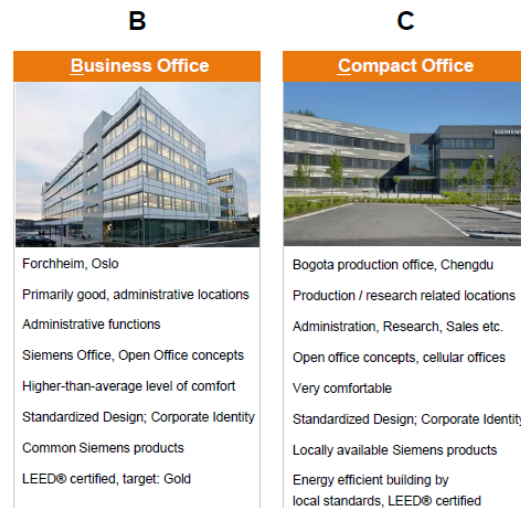 B
Business Office
Forchheim, Oslo
Primarily good, administrative locations
Administrative functions
Siemens Office, Open Office concepts
Higher-than-average level of comfort
Standardized Design; Corporate Identity
Common Siemens products
LEED® certified, target: Gold
C
Compact Office
SIEMENS
Bogota production office, Chengdu
Production / research related locations
Administration, Research, Sales etc.
Open office concepts, cellular offices
Very comfortable
Standardized Design; Corporate Identity
Locally available Siemens products
Energy efficient building by
local standards, LEED® certified